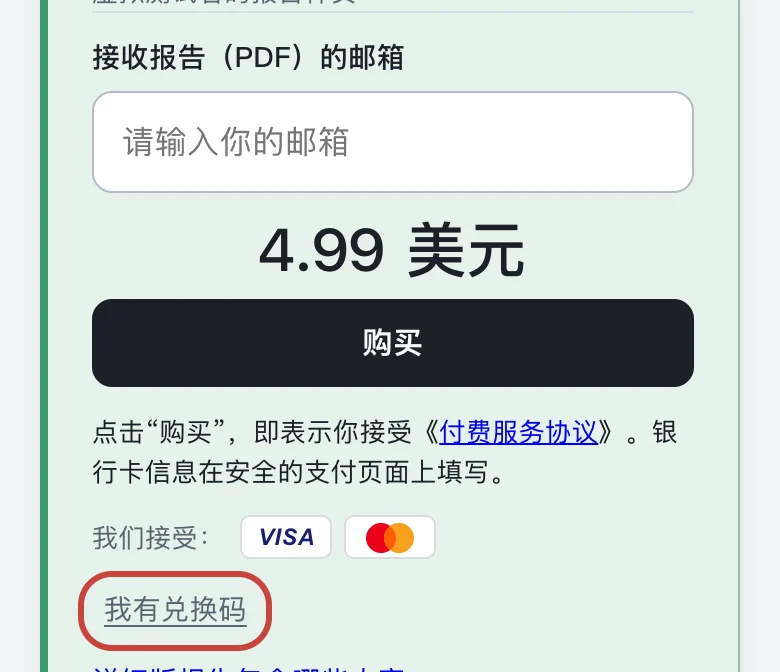 接收报告（PDF）的邮箱
请输入你的邮箱
4.99 美元
购买
点击“购买”，即表示你接受《付费服务协议》。银
行卡信息在安全的支付页面上填写。
我们接受： VISA
我有兑换码